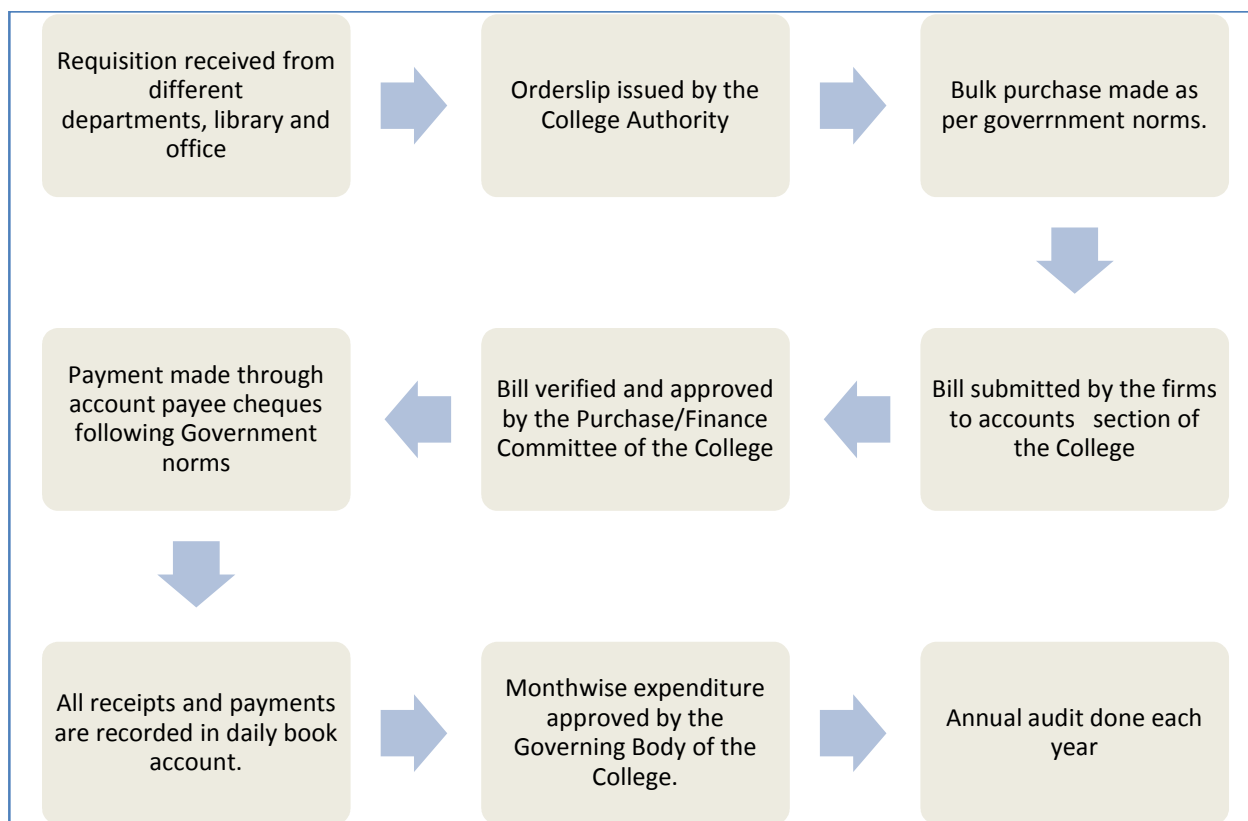 Requisition received from
different
departments, library and
office
Orderslip issued by the
College Authority
Bulk purchase made as
per goverrnment norms.
Bill submitted by the firms
to accounts section of
the College
Bill verified and approved
by the Purchase/Finance
Committee of the College
Payment made through
account payee cheques
following Government
norms
All receipts and payments
are recorded in daily book
account.
Monthwise expenditure
approved by the
Governing Body of the
College.
Annual audit done each
year